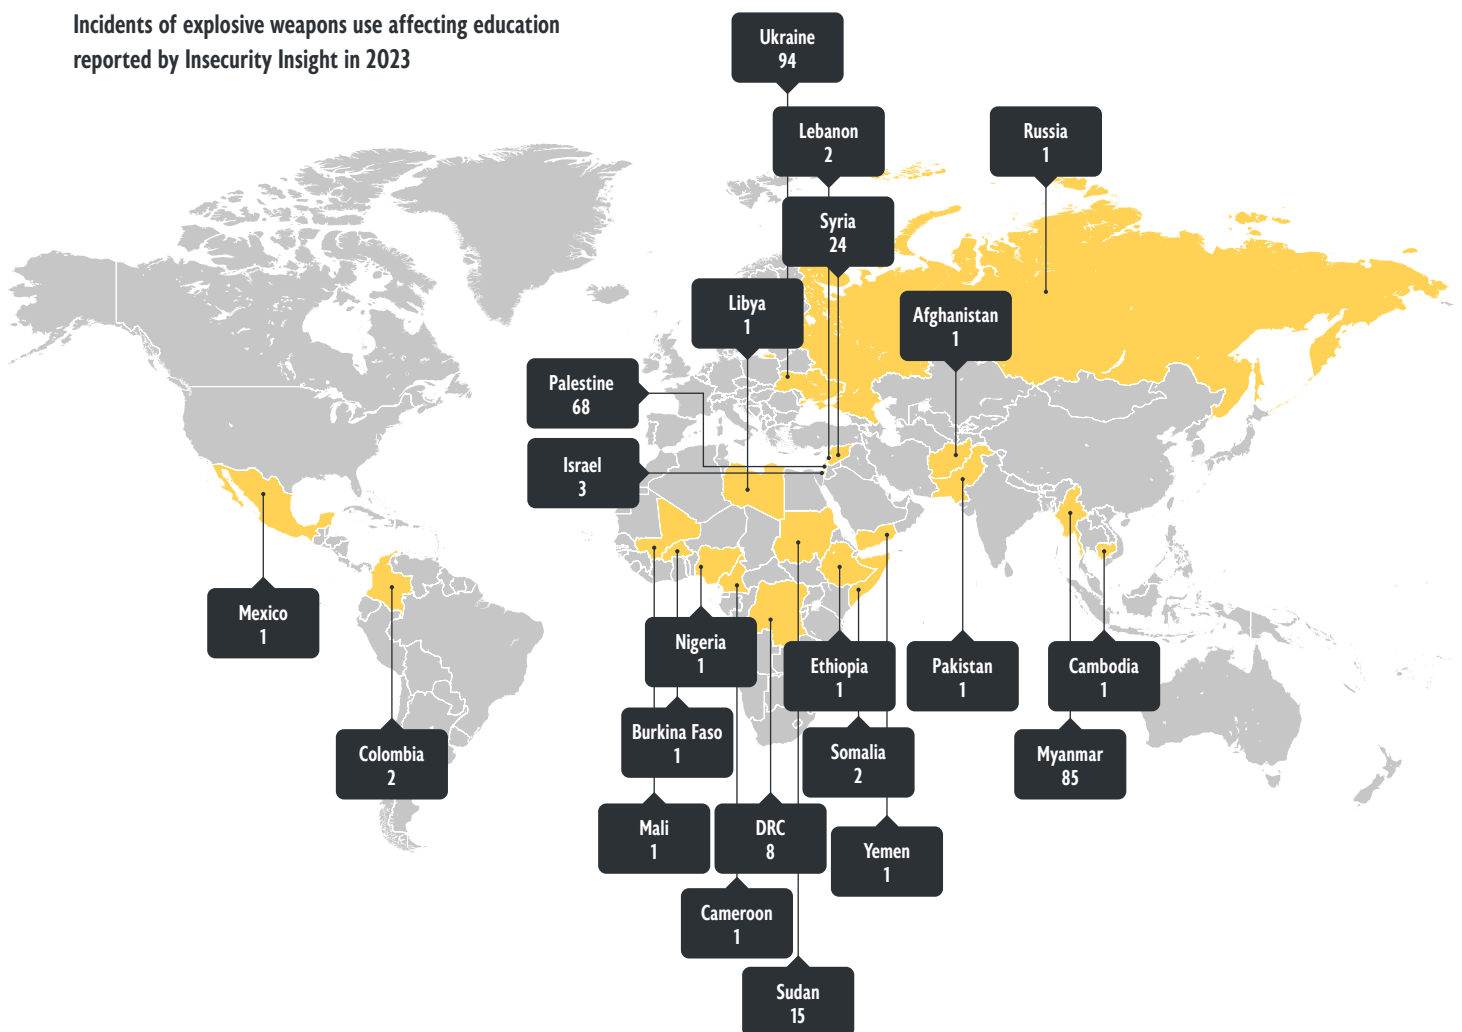 Incidents of explosive weapons use affecting education
reported by Insecurity Insight in 2023
Ukraine
94
Lebanon
2
Russia
1
Syria
24
Libya
1
Afghanistan
1
Palestine
68
Israel
3
Mexico
1
Colombia
2
Nigeria
1
Ethiopia
1
Pakistan
1
Cambodia
1
Burkina Faso
1
Somalia
2
Myanmar
85
Mali
1
DRC
8
Yemen
1
Cameroon
1
Sudan
15